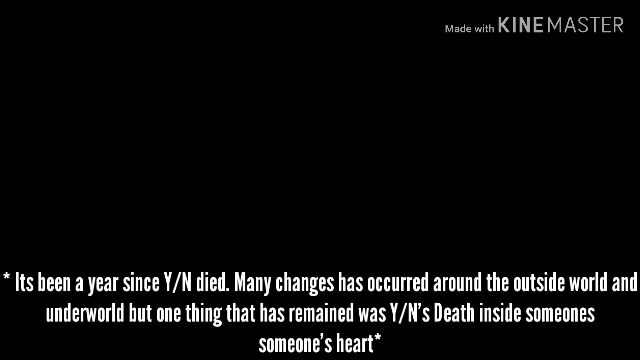 Made with KINEMASTER
* Its been a year since Y/N died. Many changes has occurred around the outside world and
underworld but one thing that has remained was Y/N's Death inside someones
someone's heart*